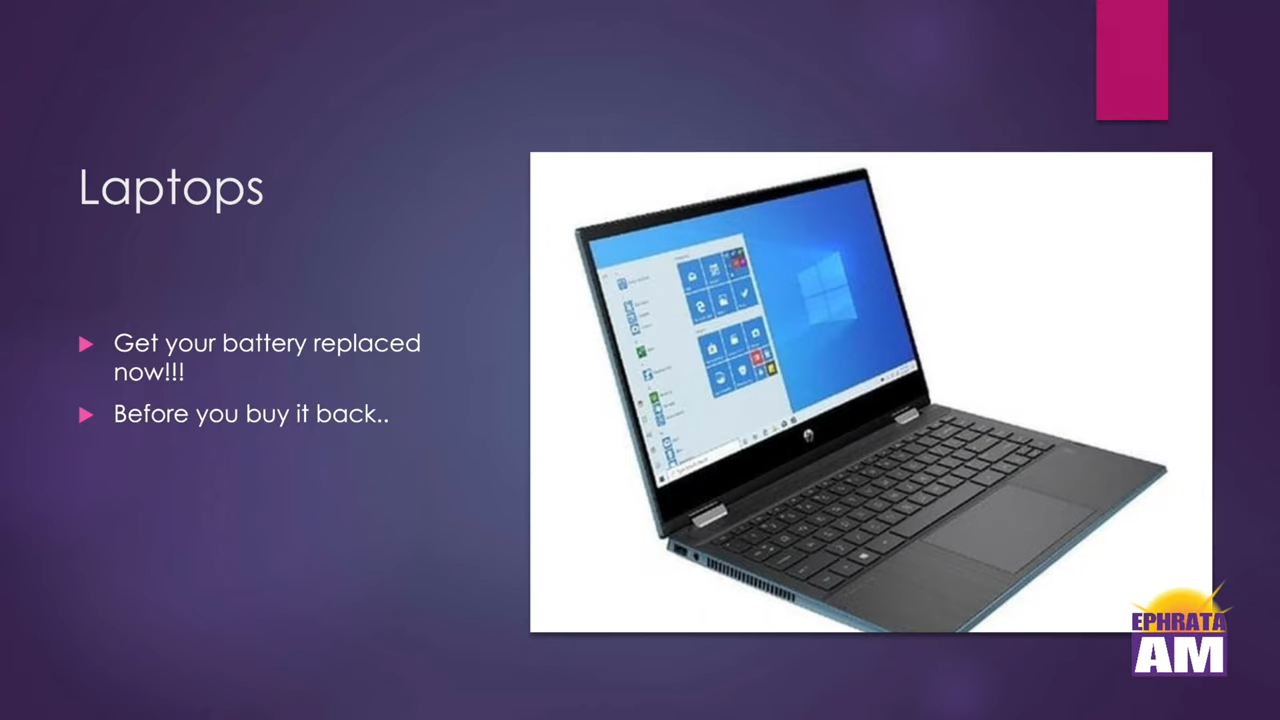 Laptops
Get your battery replaced
now!!!
Before you buy it back..
EPHRATA
AM